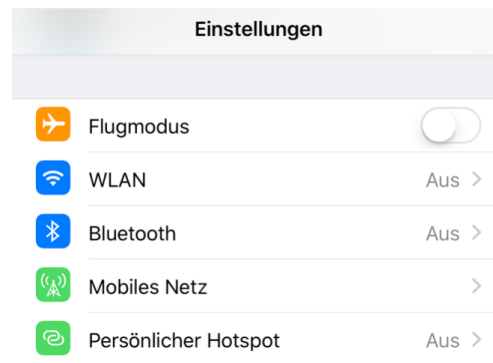 Einstellungen
Flugmodus
WLAN Aus
Bluetooth Aus
Mobiles Netz
Persönlicher Hotspot Aus